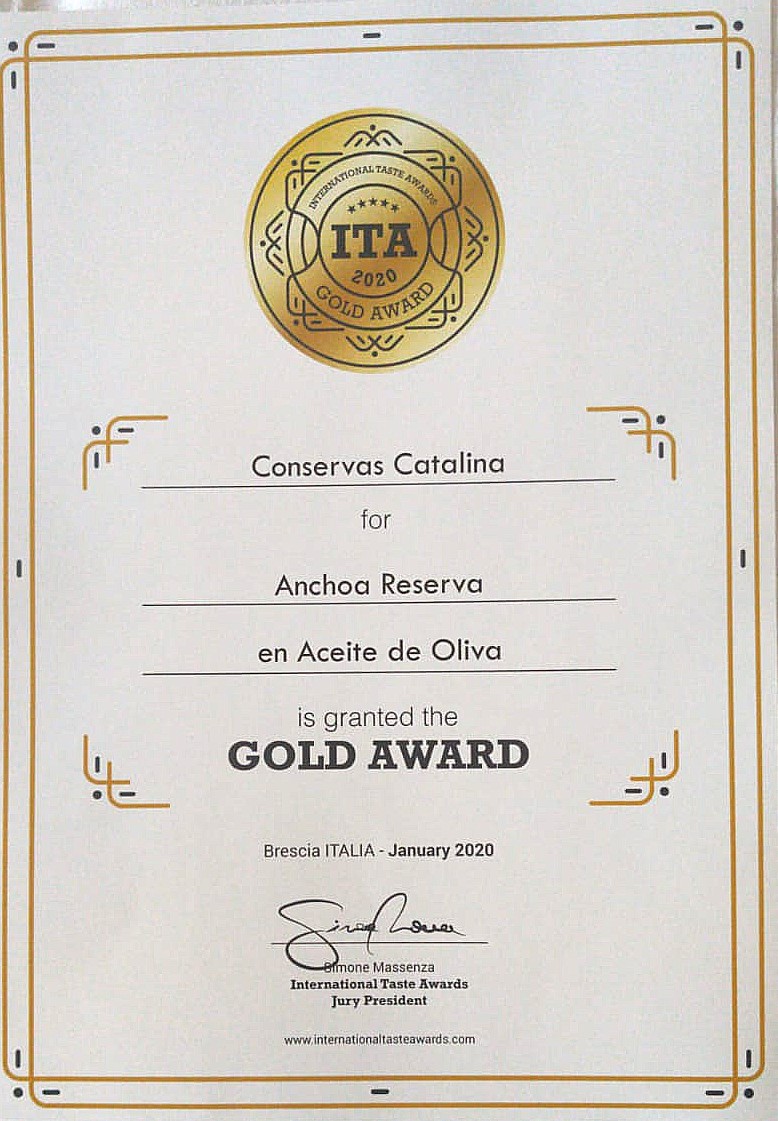 INTERNATIONAL TASTE AWARDS
ITA
2020
GOLD AWARD
Conservas Catalina
for
Anchoa Reserva
en Aceite de Oliva
is granted the
GOLD AWARD
Brescia ITALIA - January 2020
Simone Massenza
International Taste Awards
Jury President
www.internationaltasteawards.com